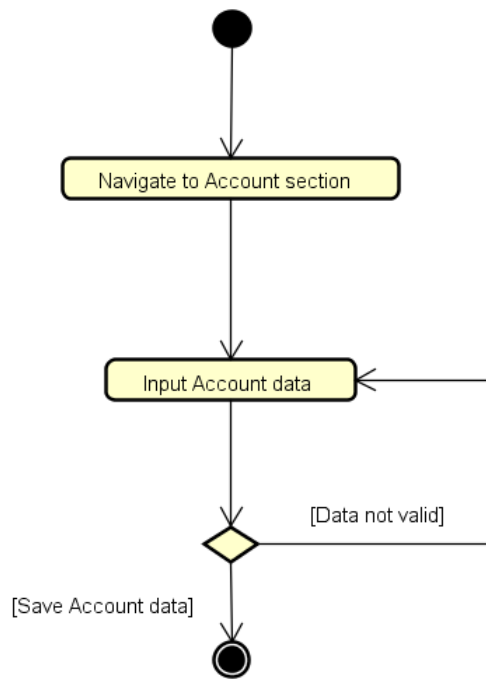 Navigate to Account section
Input Account data
[Data not valid]
[Save Account data]